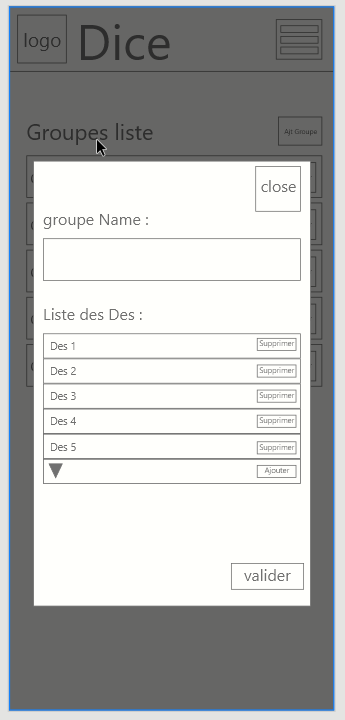 logo
Dice
Groupes liste
Ajt Groupe
close
groupe Name :
Liste des Des :
Des 1
Supprimer
Des 2
Supprimer
Des 3
Supprimer
Des 4
Supprimer
Des 5
Supprimer
Ajouter
valider